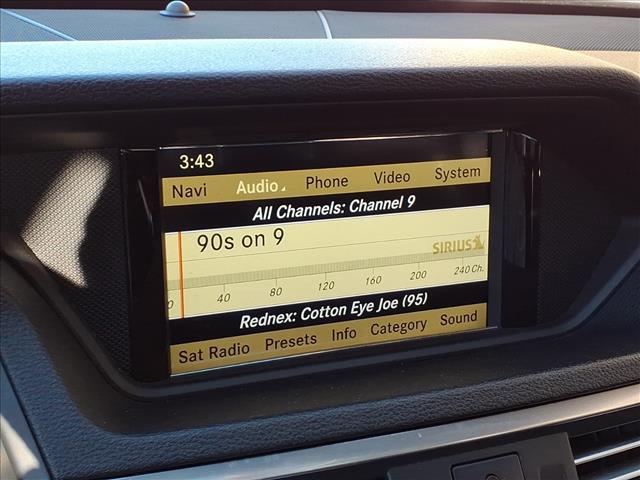 3:43
Navi Audio Phone Video System
All Channels: Channel 9
90s on 9
SIRIUS
0 40 80 120 160 200 240 Ch.
Rednex: Cotton Eye Joe (95)
Sat Radio Presets Info Category Sound